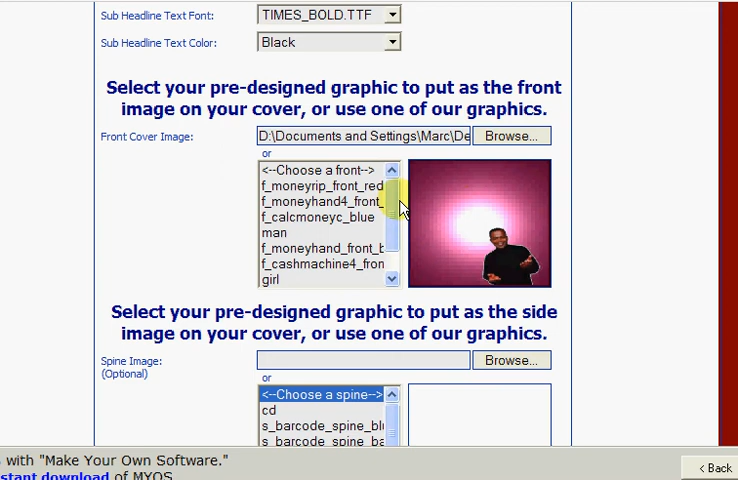 Sub Headline Text Font:
TIMES_BOLD.TTF
Sub Headline Text Color:
Black
Select your pre-designed graphic to put as the front
image on your cover, or use one of our graphics.
Front Cover Image:
D:\Documents and Settings\Marc\De
Browse...
or
<--Choose a front-->
f_moneyrip_front_red
f_moneyhand4_front_
f_calcmoneyc_blue
man
f_moneyhand_front_b
f_cashmachine4_fron
girl
Select your pre-designed graphic to put as the side
image on your cover, or use one of our graphics.
Spine Image:
(Optional)
Browse...
or
<--Choose a spine-->
cd
s_barcode_spine_blu
s_barcode_spine_ba
s with "Make Your Own Software."
stant download of MYOS
< Back